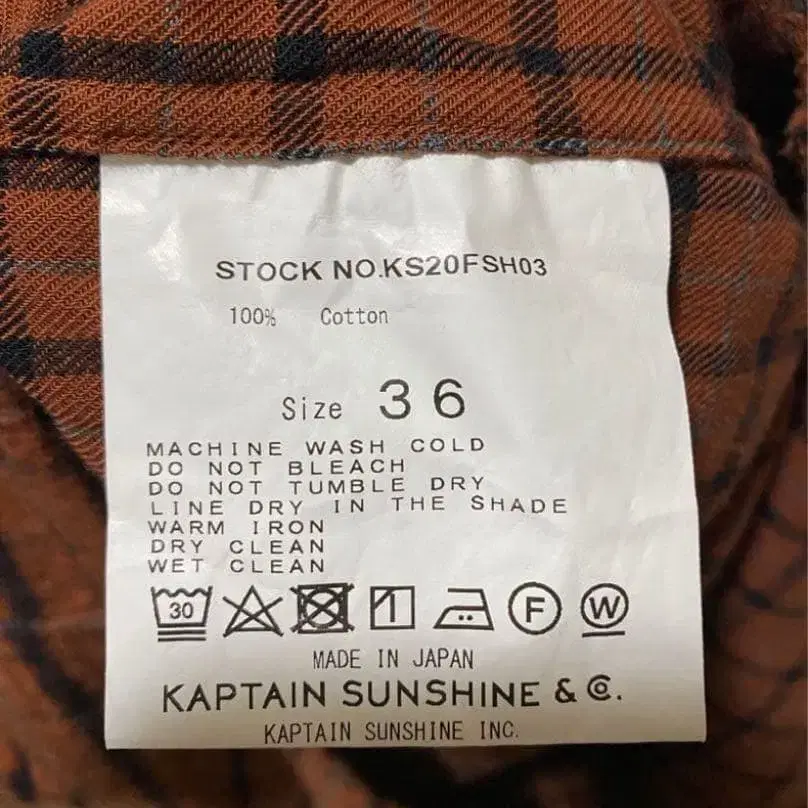 STOCK NO.KS20FSH03
100% Cotton
Size 36
MACHINE WASH COLD
DO NOT BLEACH
DO NOT TUMBLE DRY
LINE DRY IN THE SHADE
WARM IRON
DRY CLEAN
WET CLEAN
30 F W
MADE IN JAPAN
KAPTAIN SUNSHINE & Co.
KAPTAIN SUNSHINE INC.